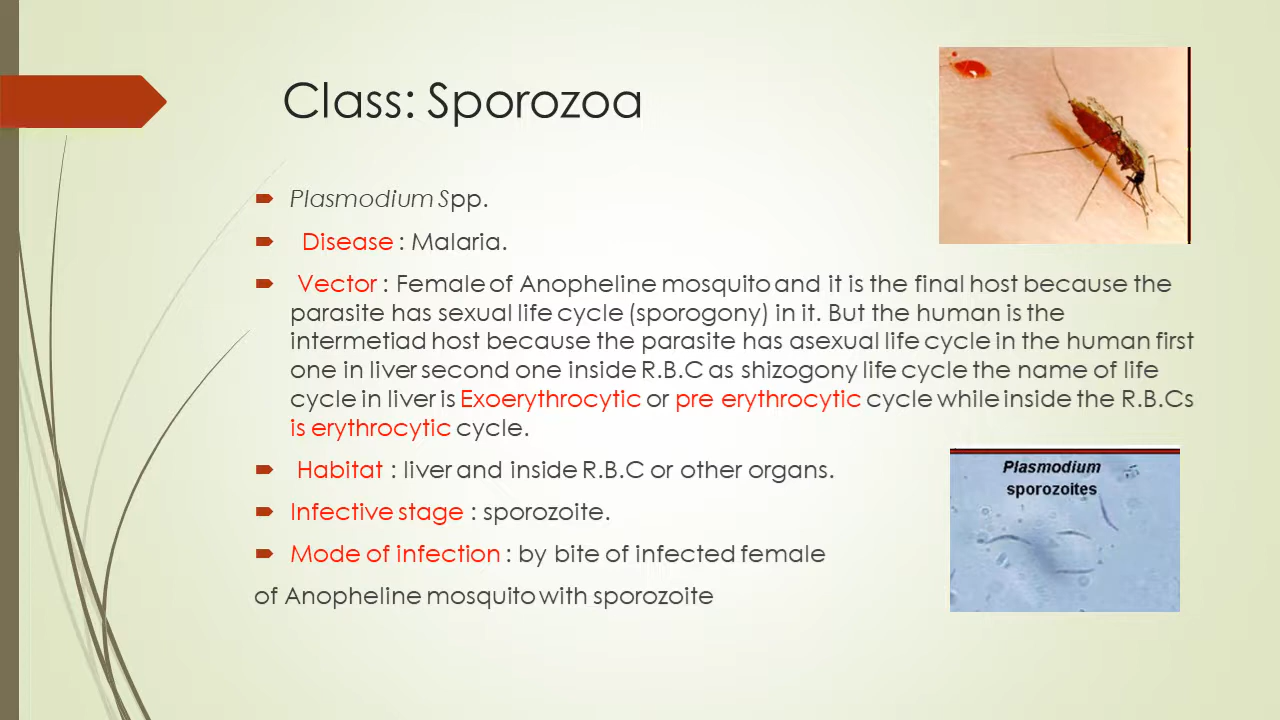 Class: Sporozoa
Plasmodium Spp.
Disease : Malaria.
Vector : Female of Anopheline mosquito and it is the final host because the
parasite has sexual life cycle (sporogony) in it. But the human is the
intermetiad host because the parasite has asexual life cycle in the human first
one in liver second one inside R.B.C as shizogony life cycle the name of life
cycle in liver is Exoerythrocytic or pre erythrocytic cycle while inside the R.B.Cs
is erythrocytic cycle.
Habitat : liver and inside R.B.C or other organs.
Infective stage : sporozoite.
Mode of infection : by bite of infected female
of Anopheline mosquito with sporozoite
Plasmodium
sporozoites